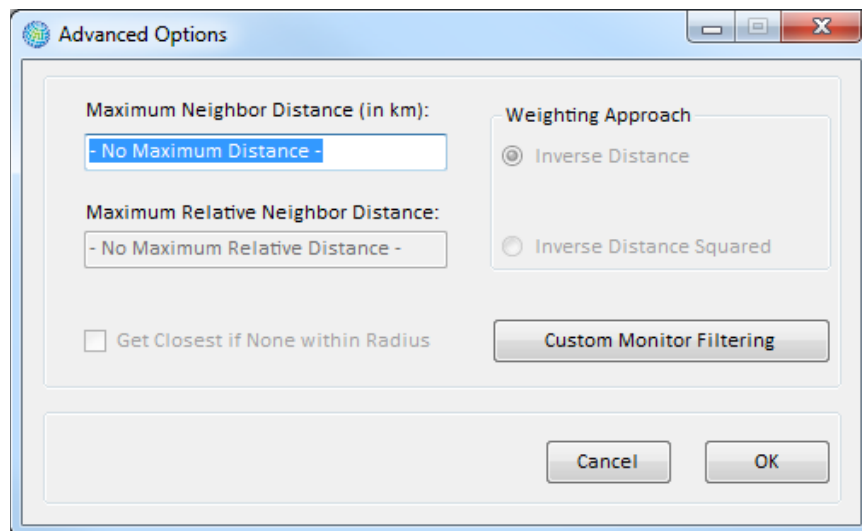 Advanced Options
Maximum Neighbor Distance (in km):
- No Maximum Distance -
Maximum Relative Neighbor Distance:
- No Maximum Relative Distance -
Get Closest if None within Radius
Weighting Approach
Inverse Distance
Inverse Distance Squared
Custom Monitor Filtering
Cancel
OK